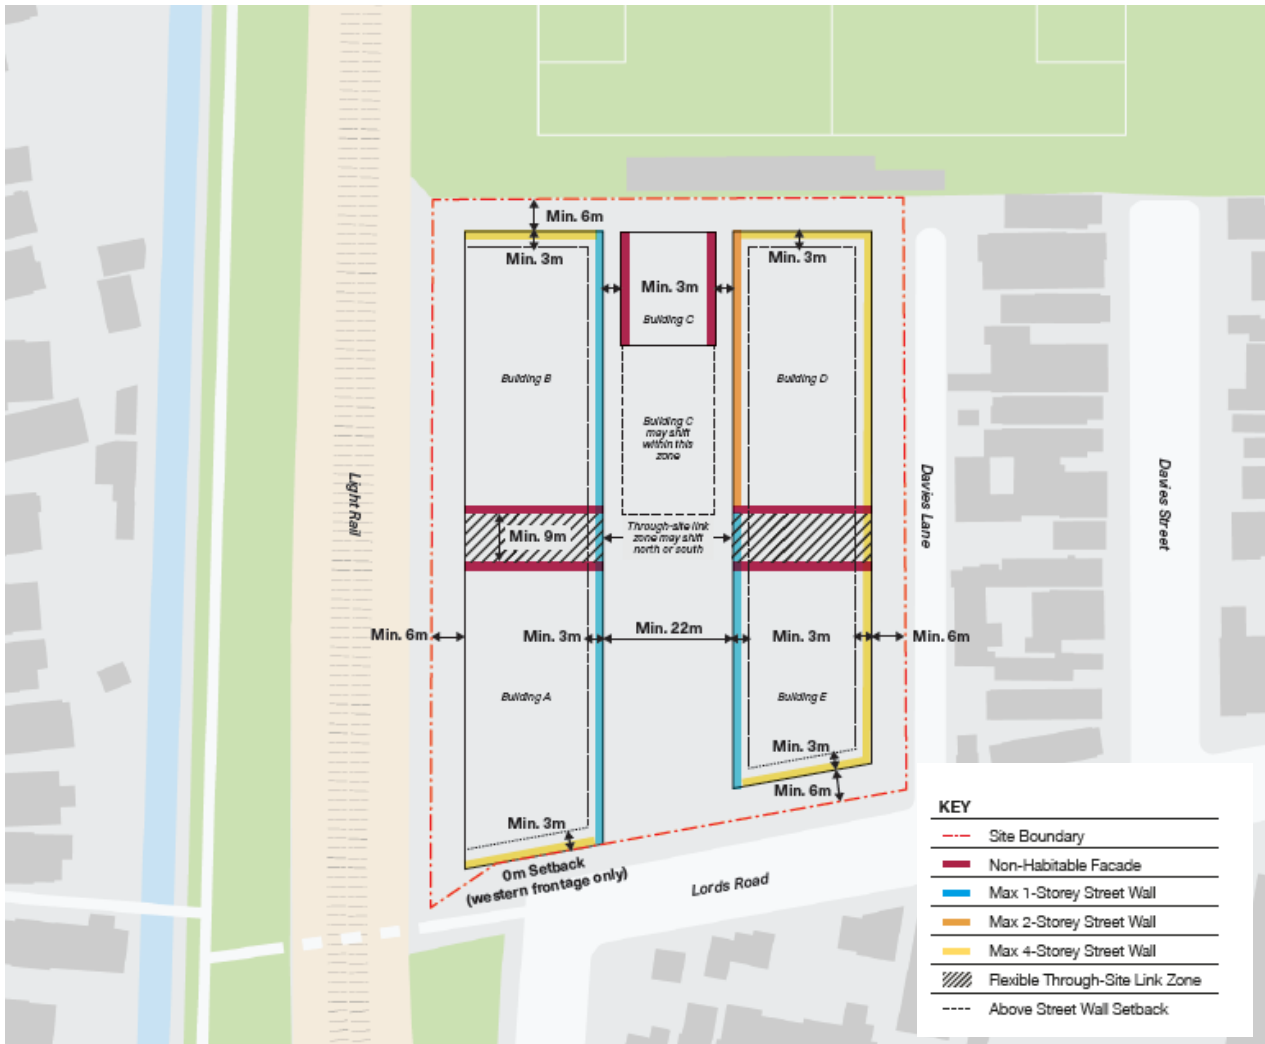 Min. 6m
Min. 3m
Min. 3m
Min. 3m
Building C
Building B
Building D
Building C
may shift
within this
zone
Light Rail
Davies Lane
Davies Street
Min. 9m
Through-site link
zone may shift
north or south
Min. 6m
Min. 3m
Min. 22m
Min. 3m
Min. 6m
Building A
Building E
Min. 3m
Min. 6m
Min. 3m
0m Setback
(western frontage only)
Lords Road
KEY
Site Boundary
Non-Habitable Facade
Max 1-Storey Street Wall
Max 2-Storey Street Wall
Max 4-Storey Street Wall
Flexible Through-Site Link Zone
Above Street Wall Setback